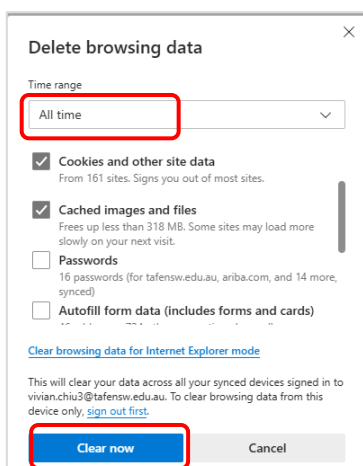 Delete browsing data
Time range
All time
Cookies and other site data
From 161 sites. Signs you out of most sites.
Cached images and files
Frees up less than 318 MB. Some sites may load more
slowly on your next visit.
Passwords
16 passwords (for tafensw.edu.au, ariba.com, and 14 more,
synced)
Autofill form data (includes forms and cards)
Clear browsing data for Internet Explorer mode
This will clear your data across all your synced devices signed in to
vivian.chiu3@tafensw.edu.au. To clear browsing data from this
device only, sign out first.
Clear now
Cancel